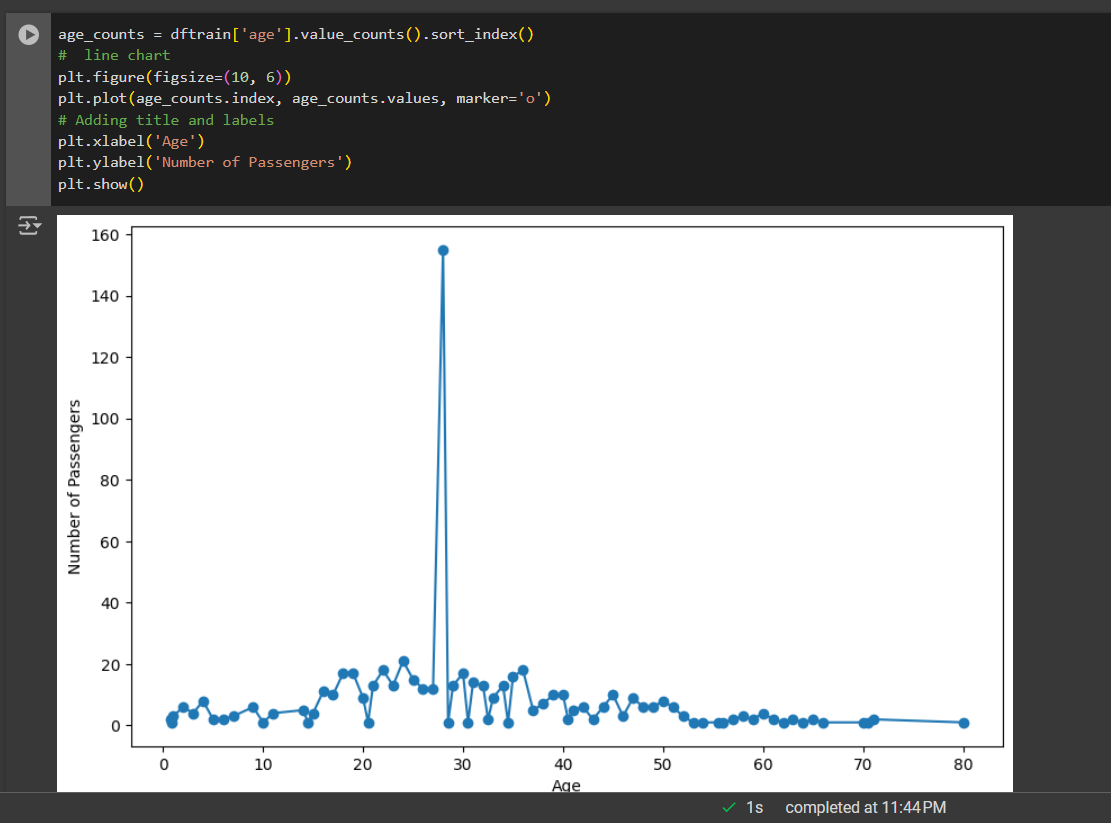 age_counts = dftrain['age'].value_counts().sort_index()
#  line chart
plt.figure(figsize=(10, 6))
plt.plot(age_counts.index, age_counts.values, marker='o')
# Adding title and labels
plt.xlabel('Age')
plt.ylabel('Number of Passengers')
plt.show()
160
140
120
100
80
60
40
20
0
Number of Passengers
0 10 20 30 40 50 60 70 80
Age
1s completed at 11:44 PM